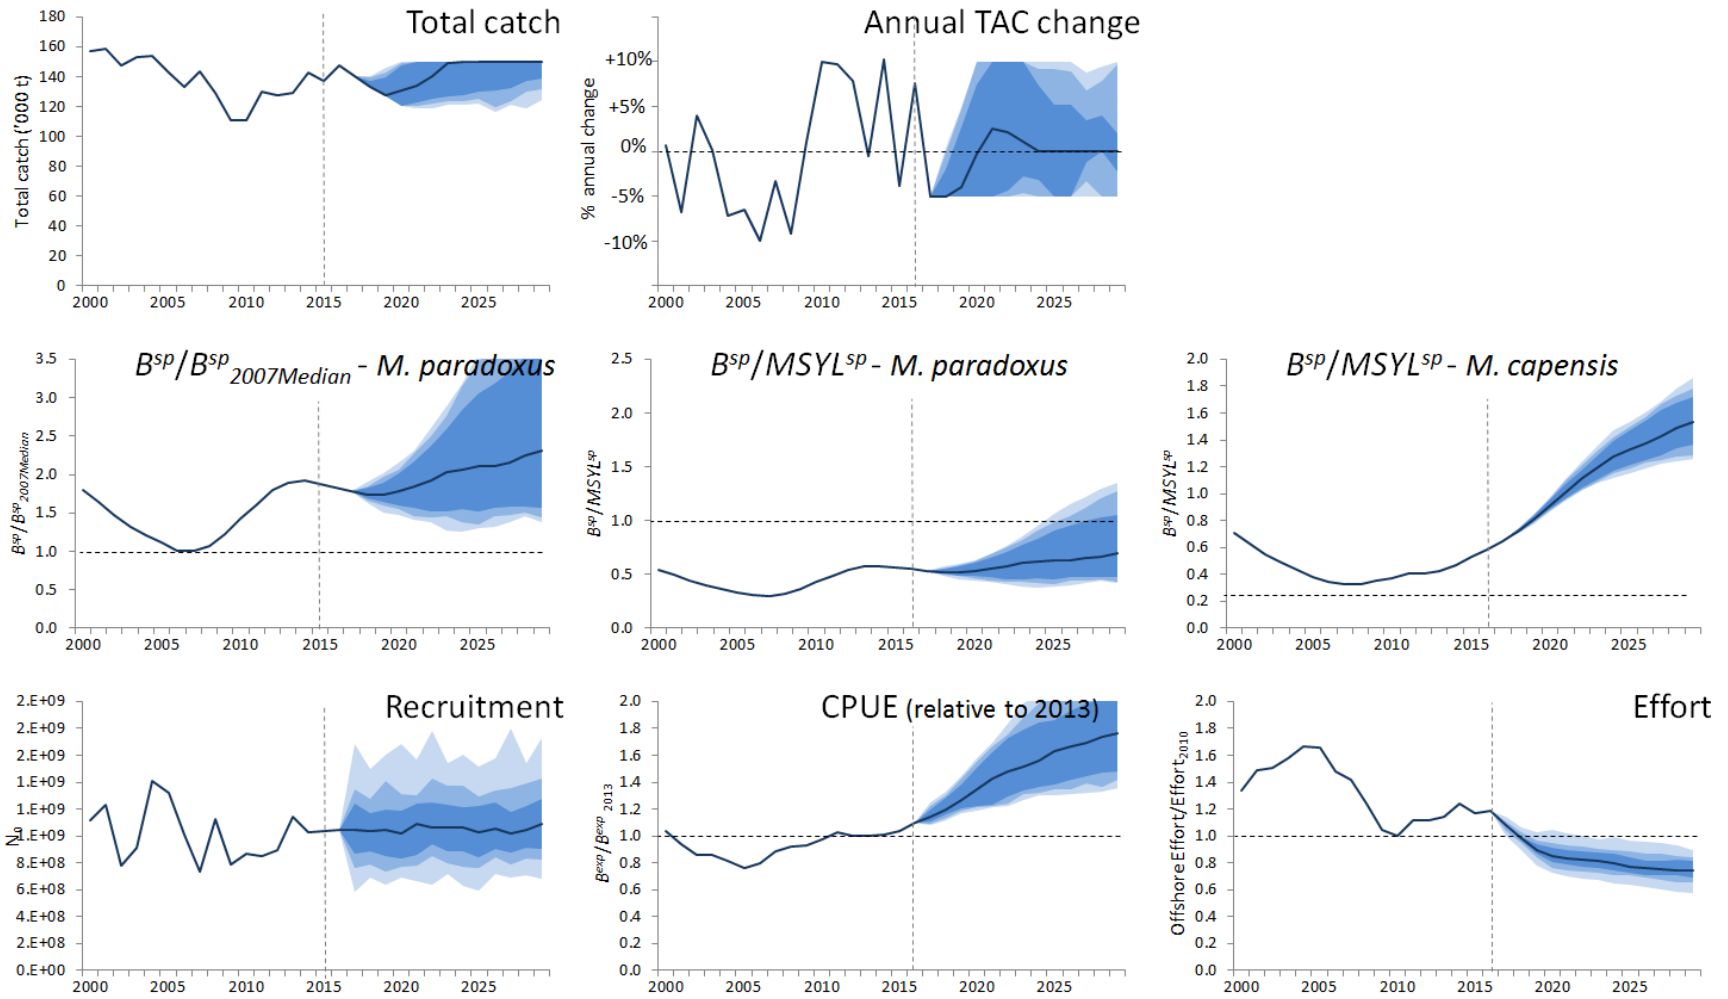 Total catch
Total catch ('000 t)
180
160
140
120
100
80
60
40
20
0
2000 2005 2010 2015 2020 2025
Annual TAC change
% annual change
+10%
+5%
0%
-5%
-10%
2000 2005 2010 2015 2020 2025
Bsp/Bsp2007Median - M. paradoxus
Bsp/Bsp2007Median
3.5
3.0
2.5
2.0
1.5
1.0
0.5
0.0
2000 2005 2010 2015 2020 2025
Bsp/MSYLsp - M. paradoxus
Bsp/MSYLsp
2.5
2.0
1.5
1.0
0.5
0.0
2000 2005 2010 2015 2020 2025
Bsp/MSYLsp - M. capensis
Bsp/MSYLsp
2.0
1.8
1.6
1.4
1.2
1.0
0.8
0.6
0.4
0.2
0.0
2000 2005 2010 2015 2020 2025
Recruitment
2.E+09
2.E+09
2.E+09
1.E+09
1.E+09
1.E+09
8.E+08
6.E+08
4.E+08
2.E+08
0.E+00
2000 2005 2010 2015 2020 2025
CPUE (relative to 2013)
Bexp/Bexp2013
2.0
1.8
1.6
1.4
1.2
1.0
0.8
0.6
0.4
0.2
0.0
2000 2005 2010 2015 2020 2025
Effort
Offshore Effort/Effort2010
2.0
1.8
1.6
1.4
1.2
1.0
0.8
0.6
0.4
0.2
0.0
2000 2005 2010 2015 2020 2025